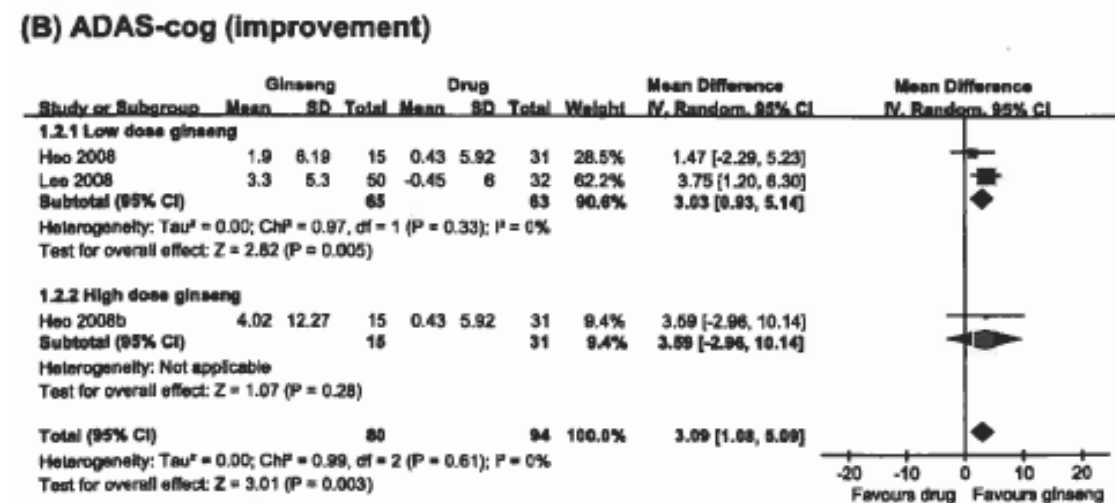 (B) ADAS-cog (improvement)
Ginseng Drug Mean Difference Mean Difference
Study or Subgroup Mean SD Total Mean SD Total Weight IV, Random, 95% CI IV, Random, 95% CI
1.2.1 Low dose ginseng
Heo 2008 1.9 6.19 15 0.43 5.92 31 28.5% 1.47 [-2.29, 5.23]
Lee 2008 3.3 5.3 50 -0.45 6 32 62.2% 3.75 [1.20, 6.30]
Subtotal (95% CI) 65 63 90.6% 3.03 [0.93, 5.14]
Heterogeneity: Tau² = 0.00; Chi² = 0.97, df = 1 (P = 0.33); I² = 0%
Test for overall effect: Z = 2.82 (P = 0.005)
1.2.2 High dose ginseng
Heo 2008b 4.02 12.27 15 0.43 5.92 31 9.4% 3.59 [-2.96, 10.14]
Subtotal (95% CI) 15 31 9.4% 3.59 [-2.96, 10.14]
Heterogeneity: Not applicable
Test for overall effect: Z = 1.07 (P = 0.28)
Total (95% CI) 80 94 100.0% 3.09 [1.08, 5.09]
Heterogeneity: Tau² = 0.00; Chi² = 0.99, df = 2 (P = 0.61); I² = 0%
Test for overall effect: Z = 3.01 (P = 0.003)
-20 -10 0 10 20
Favours drug Favours ginseng